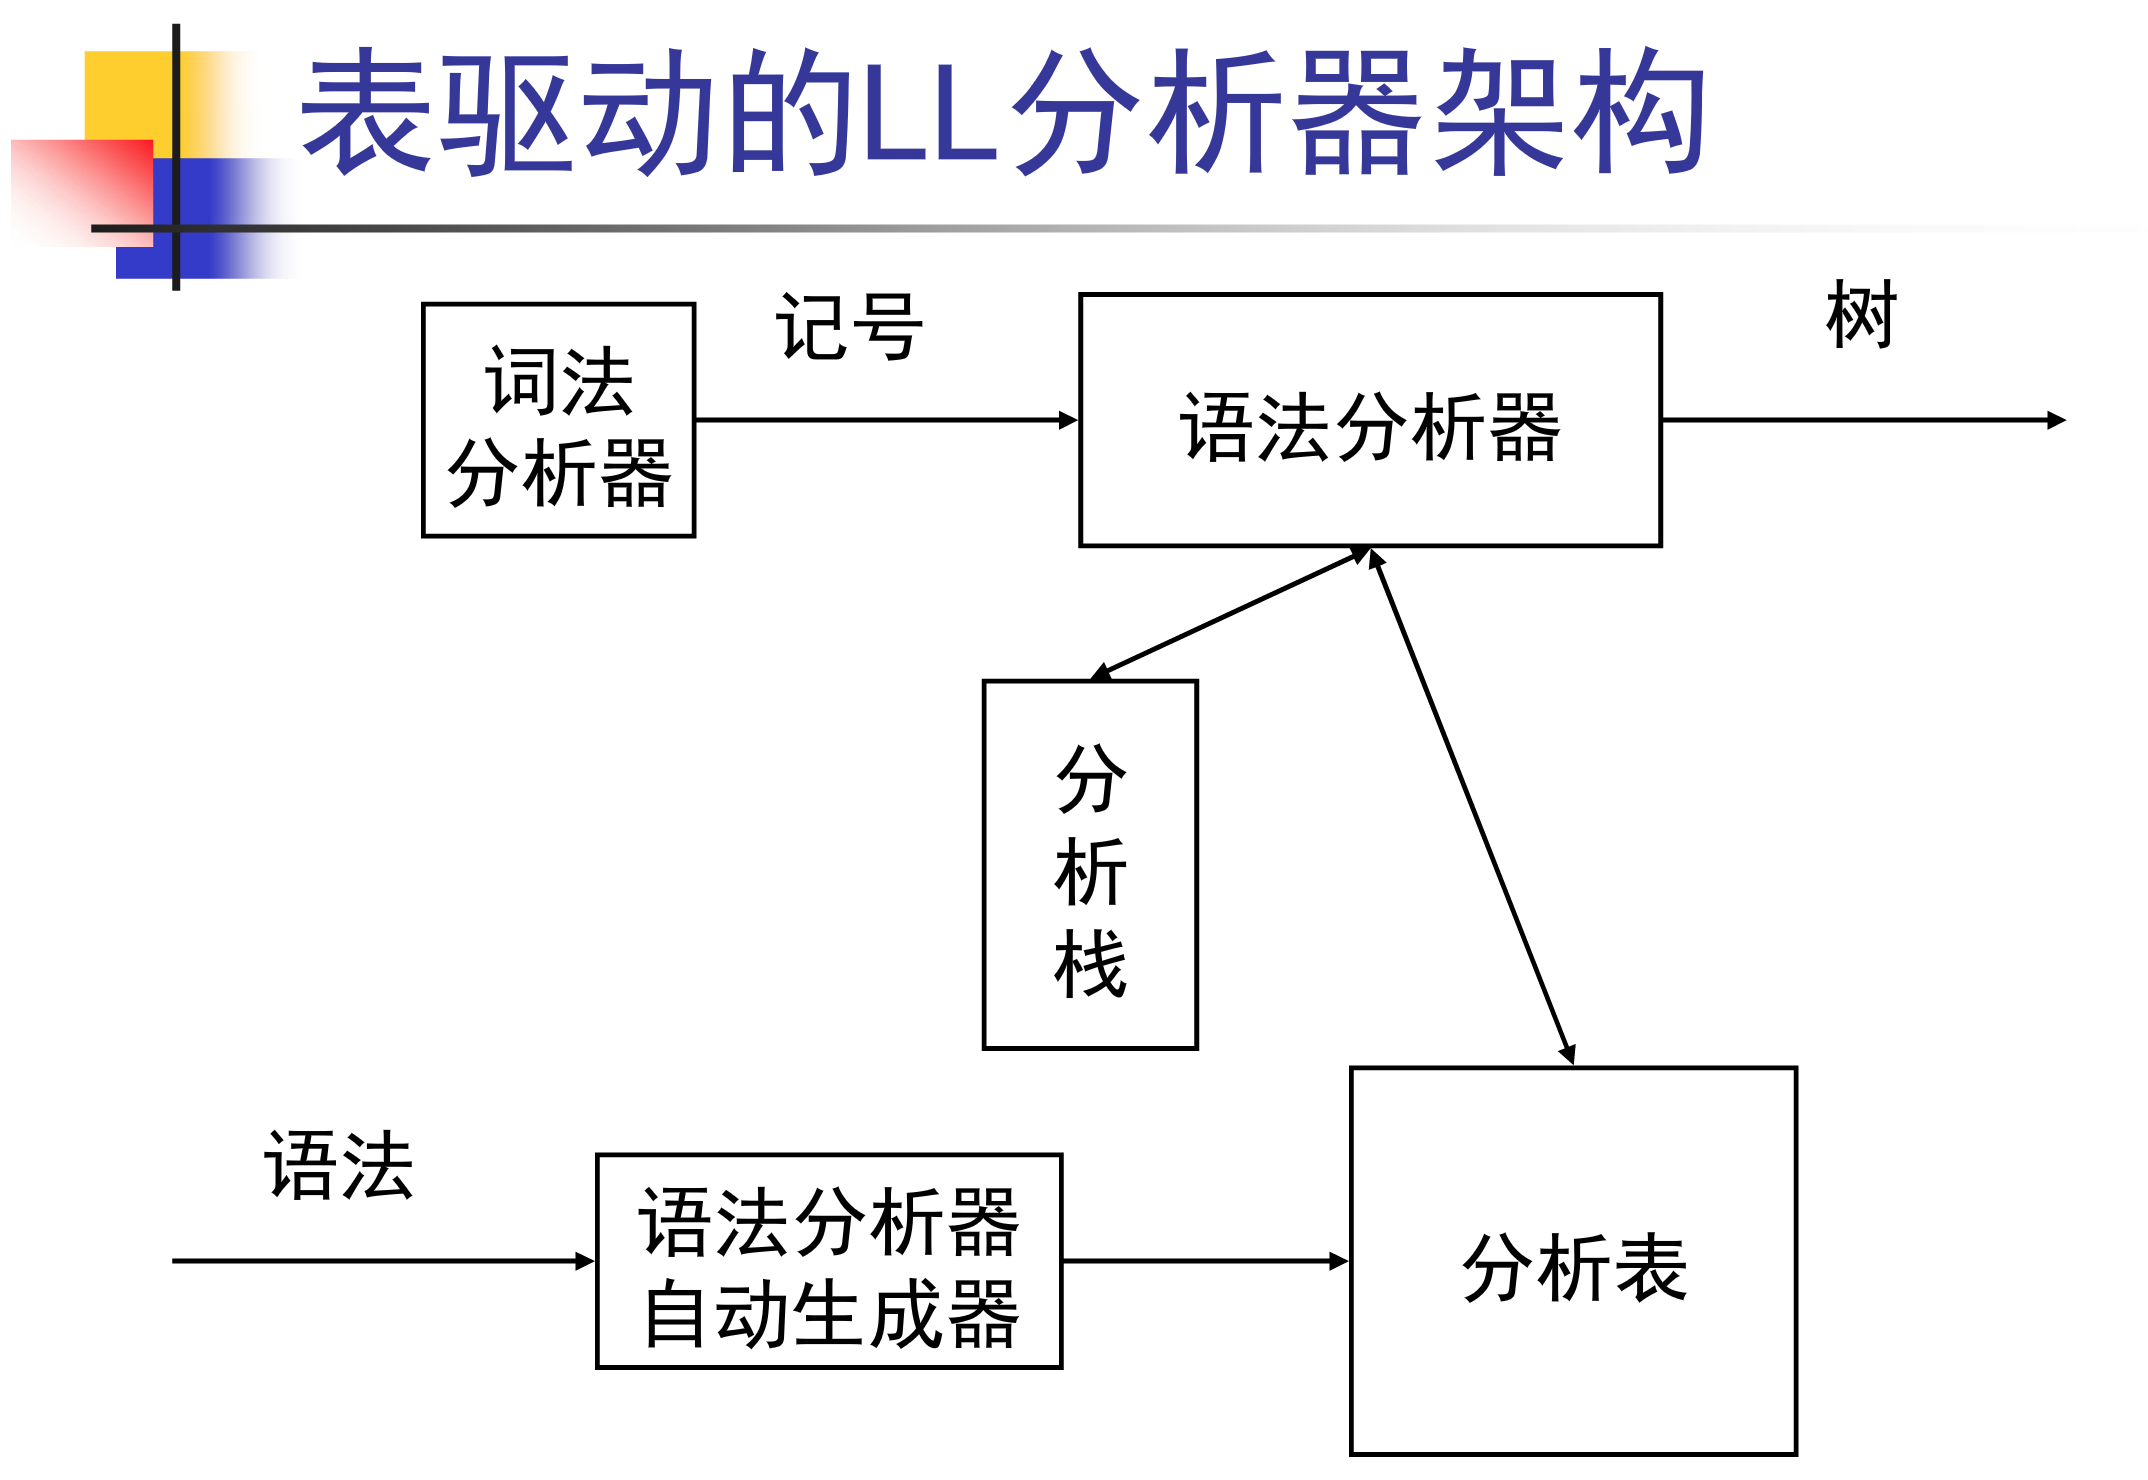 表驱动的LL分析器架构
词法
分析器
记号
语法分析器
树
分
析
栈
语法
语法分析器
自动生成器
分析表